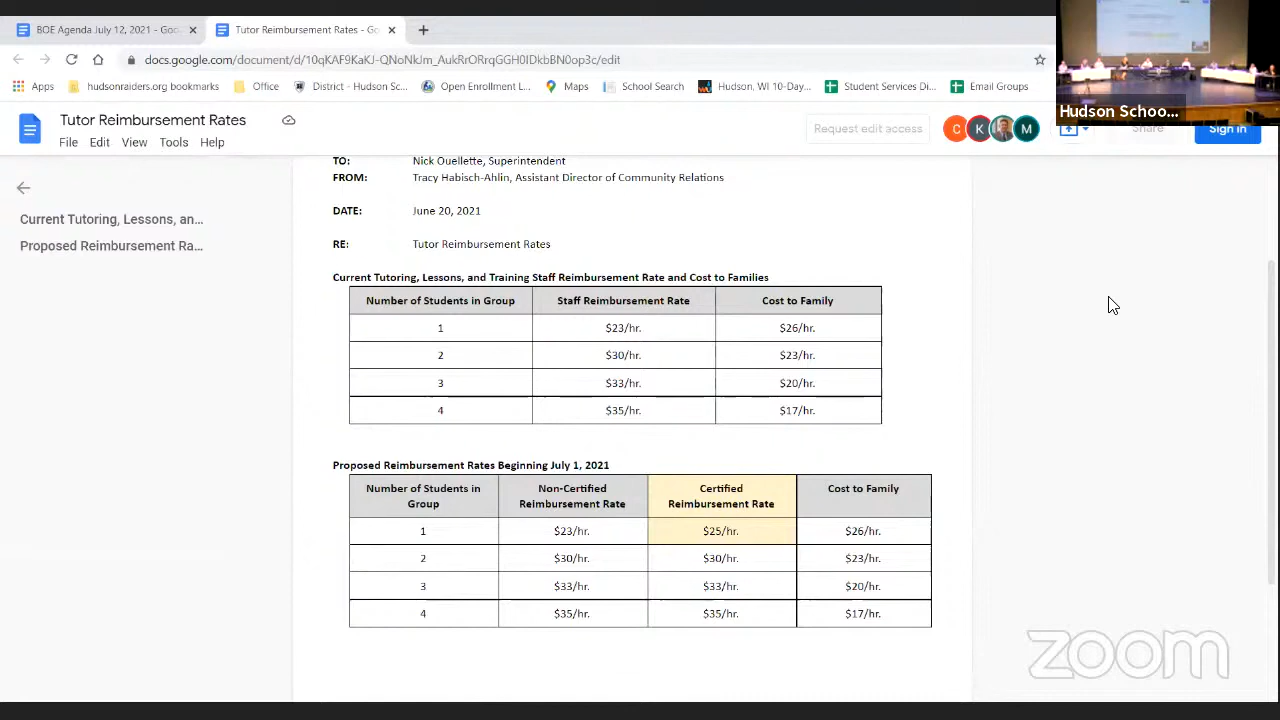 BOE Agenda July 12, 2021 - Goo
Tutor Reimbursement Rates - Go
docs.google.com/document/d/10qKAF9KaKJ-QNoNkJm_AukRrORrqGGH0IDkbBN0op3c/edit
Apps hudsonraiders.org bookmarks Office District - Hudson Sc... Open Enrollment L... Maps School Search Hudson, WI 10-Day... Student Services Di... Email Groups
Hudson Schoo...
Tutor Reimbursement Rates
Request edit access C K M Share Sign in
File Edit View Tools Help
Current Tutoring, Lessons, an...
Proposed Reimbursement Ra...
TO: Nick Ouellette, Superintendent
FROM: Tracy Habisch-Ahlin, Assistant Director of Community Relations
DATE: June 20, 2021
RE: Tutor Reimbursement Rates
Current Tutoring, Lessons, and Training Staff Reimbursement Rate and Cost to Families
Number of Students in Group Staff Reimbursement Rate Cost to Family
1 $23/hr. $26/hr.
2 $30/hr. $23/hr.
3 $33/hr. $20/hr.
4 $35/hr. $17/hr.
Proposed Reimbursement Rates Beginning July 1, 2021
Number of Students in Group Non-Certified Reimbursement Rate Certified Reimbursement Rate Cost to Family
1 $23/hr. $25/hr. $26/hr.
2 $30/hr. $30/hr. $23/hr.
3 $33/hr. $33/hr. $20/hr.
4 $35/hr. $35/hr. $17/hr.
zoom